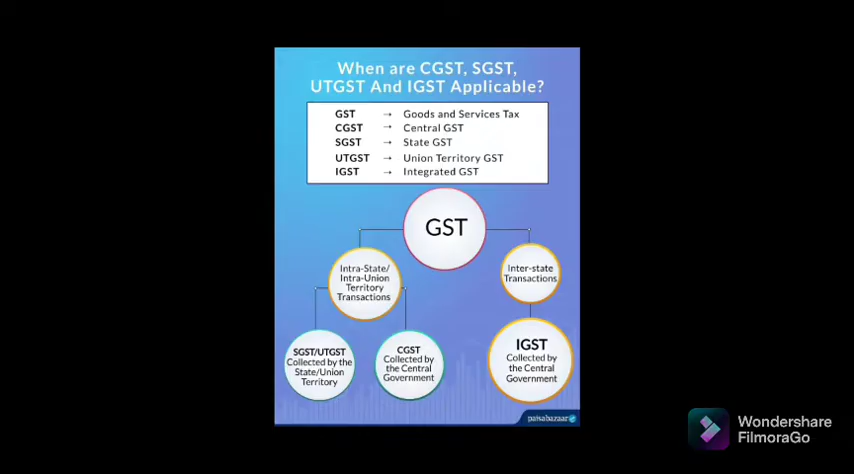 When are CGST, SGST,
UTGST And IGST Applicable?
GST → Goods and Services Tax
CGST → Central GST
SGST → State GST
UTGST → Union Territory GST
IGST → Integrated GST
GST
Intra-State/
Intra-Union
Territory
Transactions
Inter-state
Transactions
SGST/UTGST
Collected by the
State/Union
Territory
CGST
Collected by
the Central
Government
IGST
Collected by
the Central
Government
paisabazaar
Wondershare
FilmoraGo